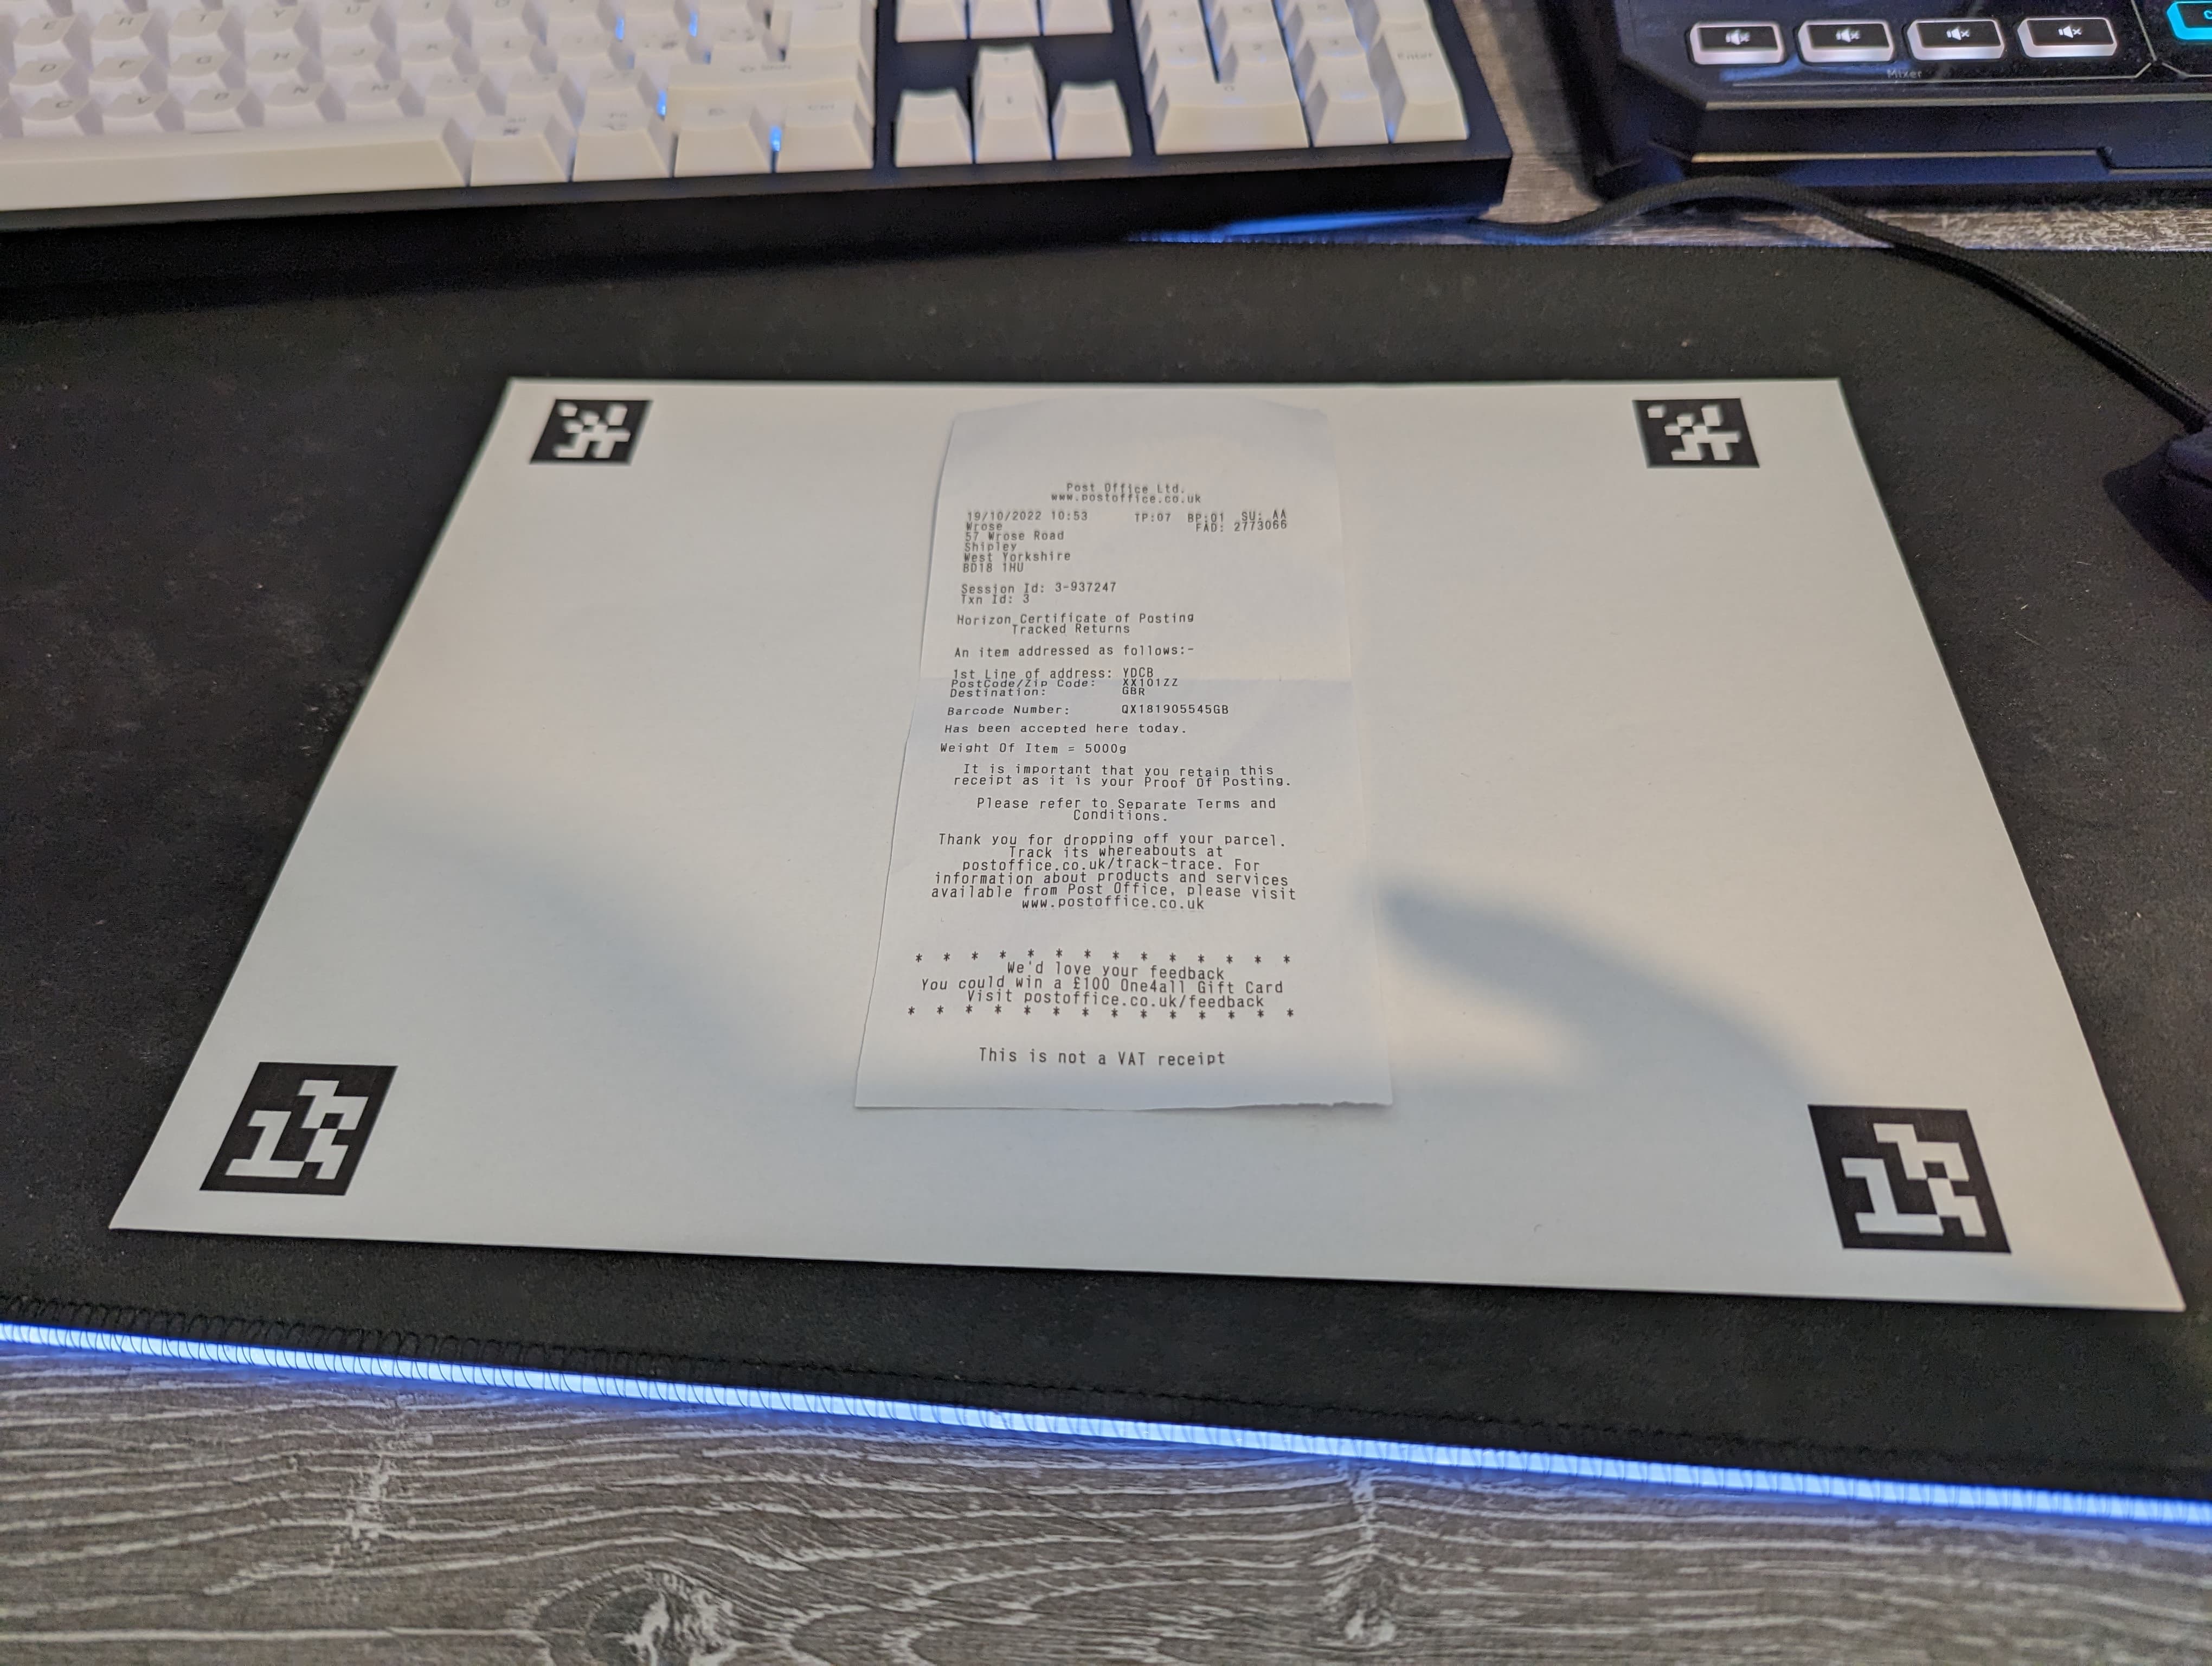 Mixer
Enter
Post Office Ltd.
www.postoffice.co.uk
19/10/2022 10:53 TP:07 BP:01 SU: AA
Wrose FAD: 2773066
57 Wrose Road
Shipley
West Yorkshire
BD18 1HU
Session Id: 3-937247
Txn Id: 3
Horizon Certificate of Posting
Tracked Returns
An item addressed as follows:-
1st Line of address: YDCB
PostCode/Zip Code: XX101ZZ
Destination: GBR
Barcode Number: QX181905545GB
Has been accepted here today.
Weight Of Item = 5000g
It is important that you retain this
receipt as it is your Proof Of Posting.
Please refer to Separate Terms and
Conditions.
Thank you for dropping off your parcel.
Track its whereabouts at
postoffice.co.uk/track-trace. For
information about products and services
available from Post Office, please visit
www.postoffice.co.uk
* * * * * * * * * * * * * *
We'd love your feedback
You could win a £100 One4all Gift Card
Visit postoffice.co.uk/feedback
* * * * * * * * * * * * * *
This is not a VAT receipt